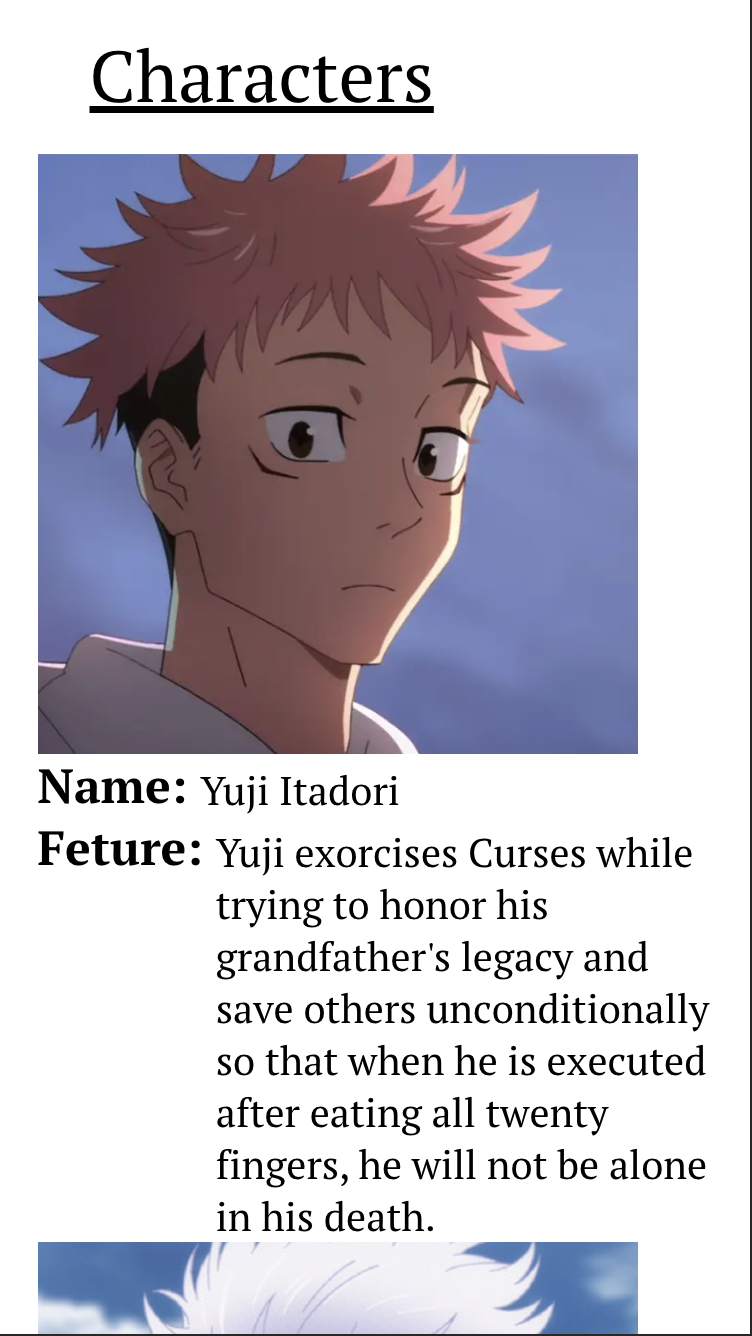 Characters
Name: Yuji Itadori
Feture: Yuji exorcises Curses while
trying to honor his
grandfather's legacy and
save others unconditionally
so that when he is executed
after eating all twenty
fingers, he will not be alone
in his death.